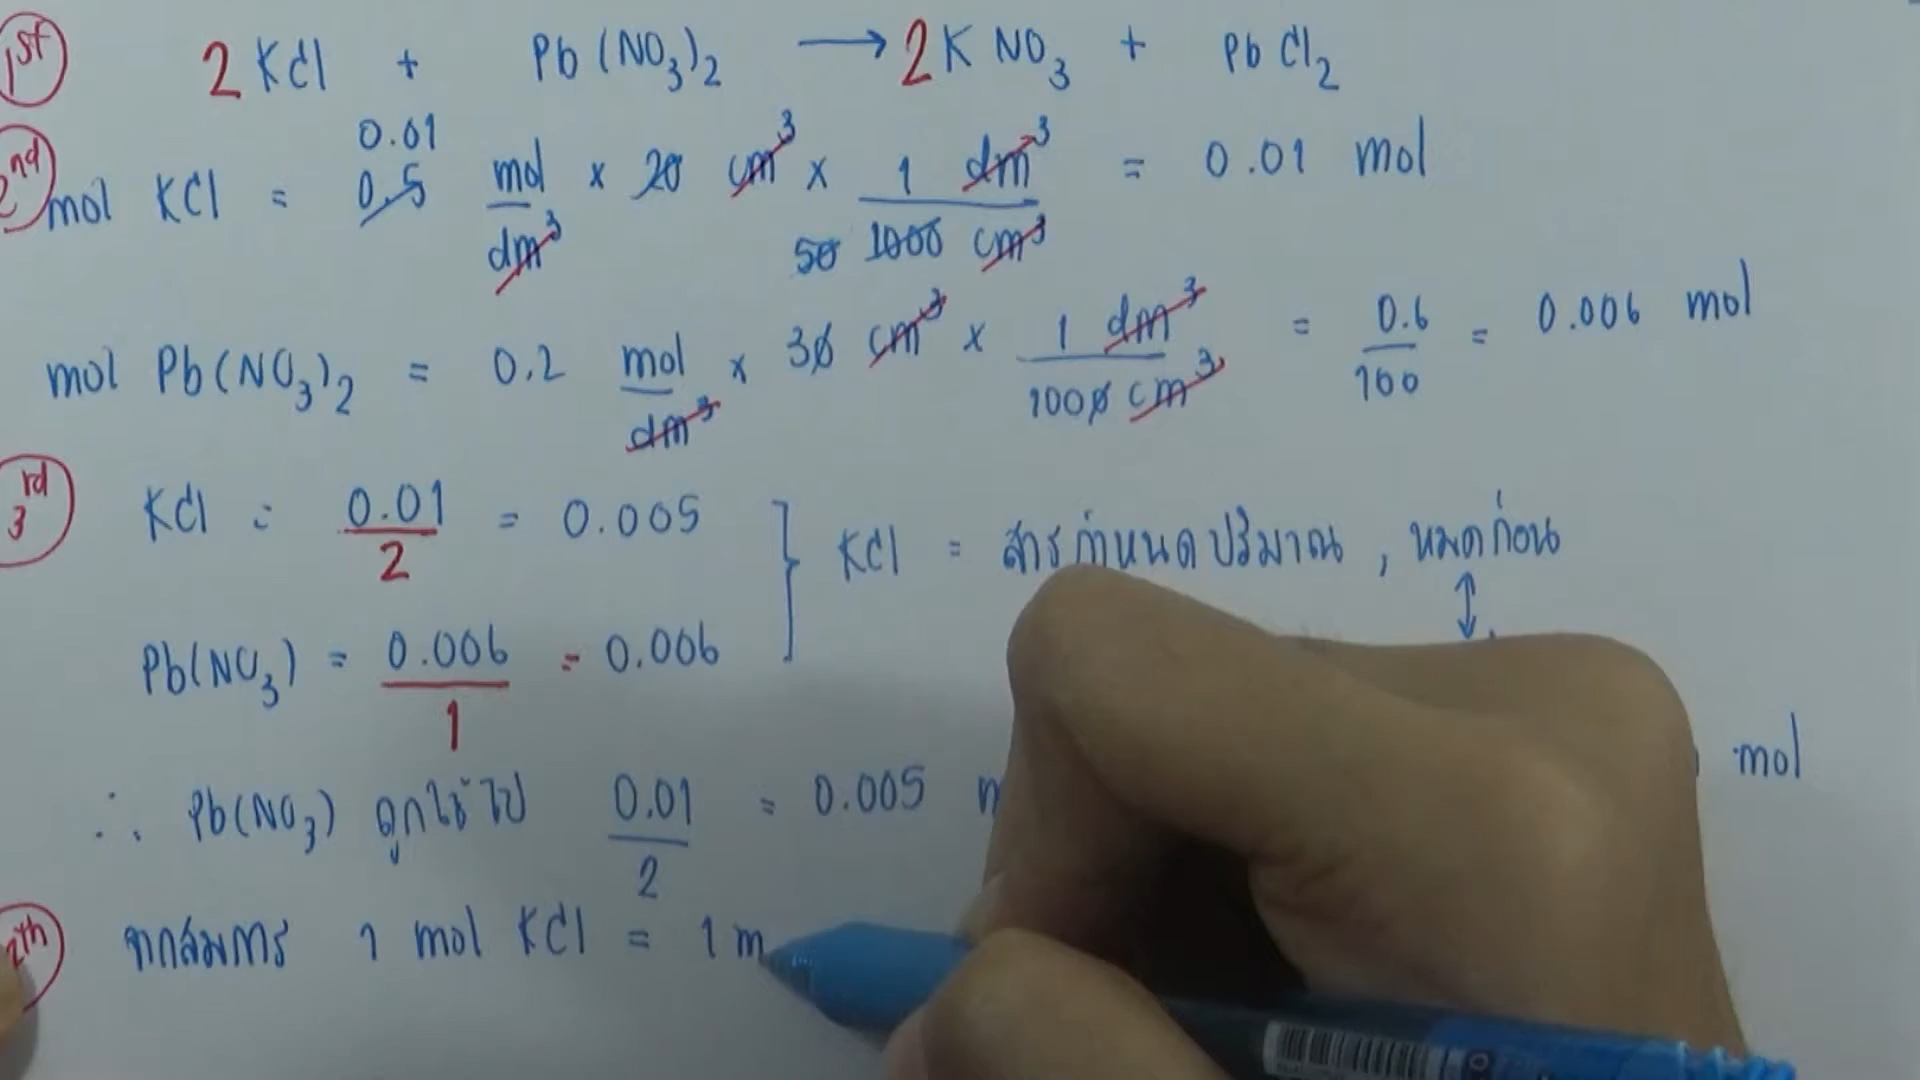 1st 2KCl + Pb(NO3)2 → 2KNO3 + PbCl2
0.01
2nd mol KCl = 0.5 mol/dm³ × 20 cm³ × 1 dm³/1000 cm³ = 0.01 mol
50
mol Pb(NO3)2 = 0.2 mol/dm³ × 30 cm³ × 1 dm³/1000 cm³ = 0.6/100 = 0.006 mol
3rd KCl = 0.01/2 = 0.005 } KCl = สารกำหนดปริมาณ , หมดก่อน
↕
Pb(NO3) = 0.006/1 = 0.006
∴ Pb(NO3) ถูกใช้ไป 0.01/2 = 0.005 mol
th จากสมการ 1 mol KCl = 1 m